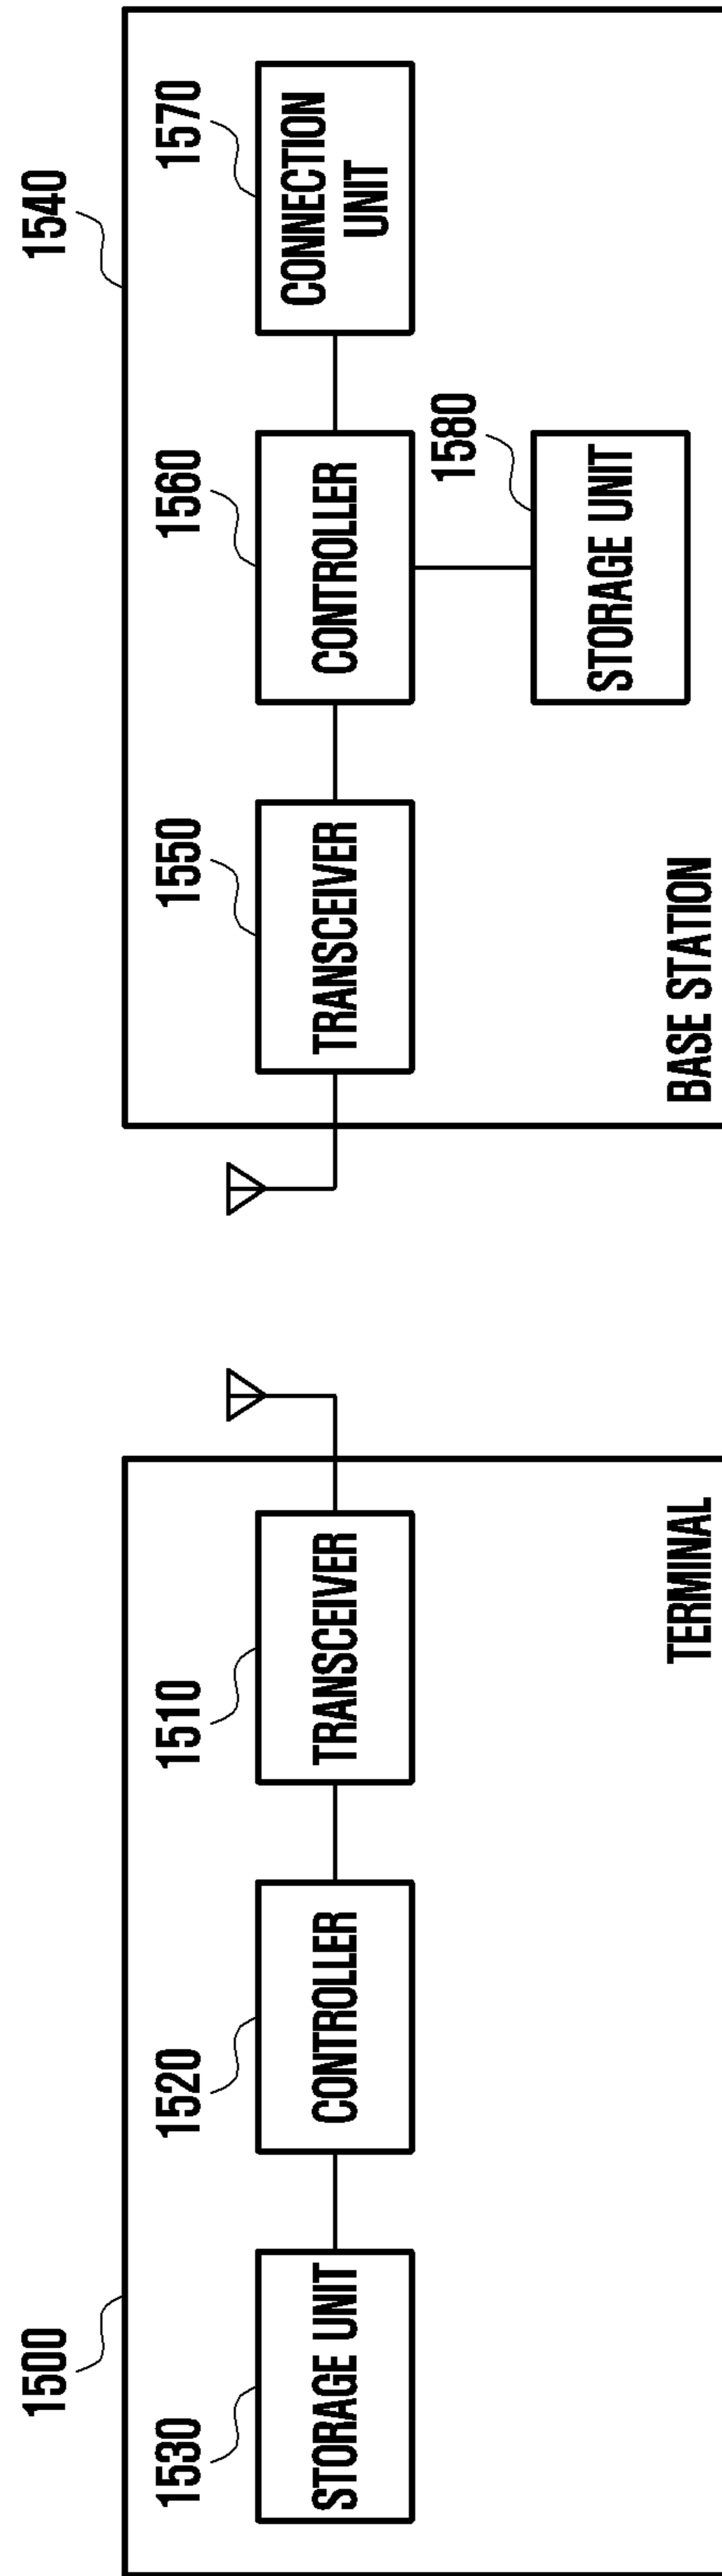 1500
1530
STORAGE UNIT
1520
CONTROLLER
1510
TRANSCEIVER
TERMINAL
1540
1550
TRANSCEIVER
1560
CONTROLLER
1570
CONNECTION
UNIT
1580
STORAGE UNIT
BASE STATION